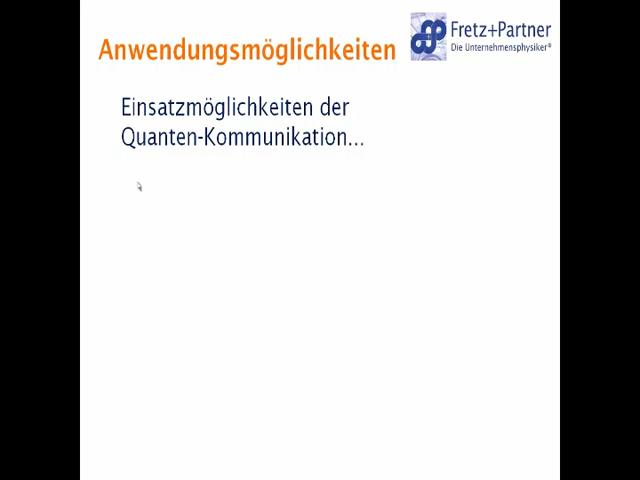 Anwendungsmöglichkeiten
Fretz+Partner
Die Unternehmensphysiker®
Einsatzmöglichkeiten der
Quanten-Kommunikation...